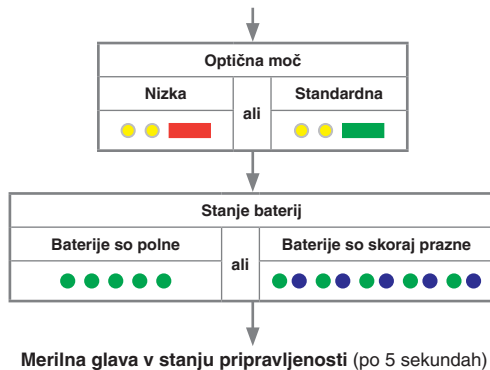 Optična moč
Nizka
ali
Standardna
Stanje baterij
Baterije so polne
ali
Baterije so skoraj prazne
Merilna glava v stanju pripravljenosti (po 5 sekundah)